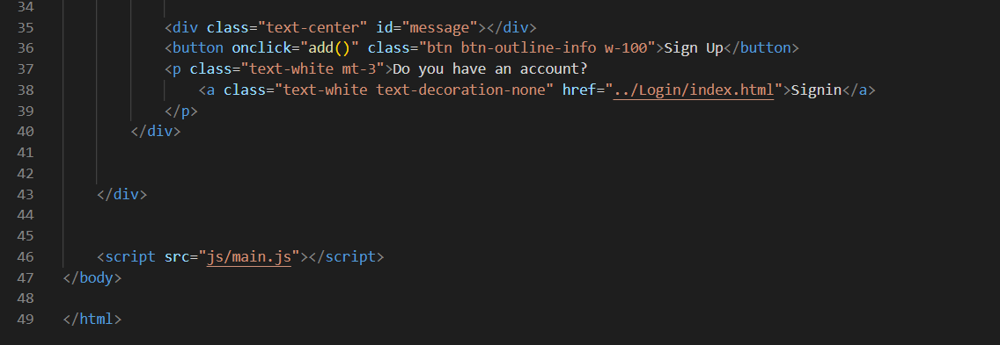 34
35 <div class="text-center" id="message"></div>
36 <button onclick="add()" class="btn btn-outline-info w-100">Sign Up</button>
37 <p class="text-white mt-3">Do you have an account?
38 <a class="text-white text-decoration-none" href="../Login/index.html">Signin</a>
39 </p>
40 </div>
41
42
43 </div>
44
45
46 <script src="js/main.js"></script>
47 </body>
48
49 </html>